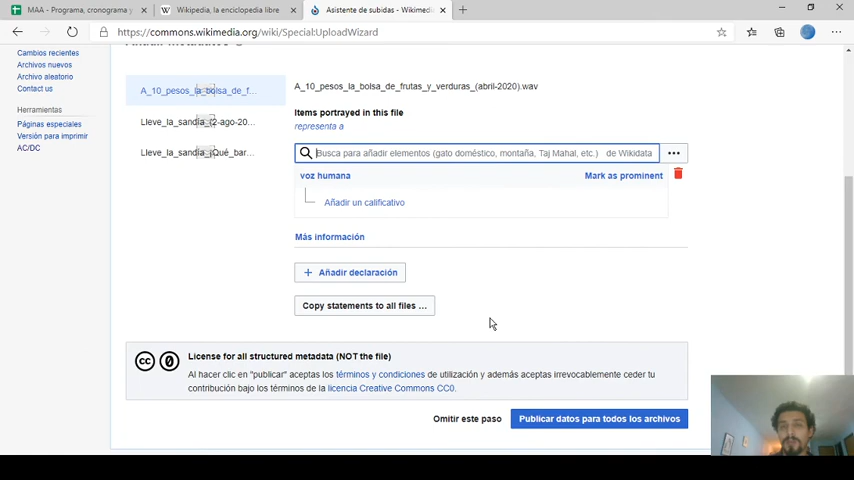 MAA - Programa, cronograma y
Wikipedia, la enciclopedia libre
Asistente de subidas - Wikimedi
https://commons.wikimedia.org/wiki/Special:UploadWizard
Cambios recientes
Archivos nuevos
Archivo aleatorio
Contact us
Herramientas
Páginas especiales
Versión para imprimir
AC/DC
A_10_pesos_la_bolsa_de_f...
Lleve_la_sandía_(2-ago-20...
Lleve_la_sandía_¡Qué_bar...
A_10_pesos_la_bolsa_de_frutas_y_verduras_(abril-2020).wav
Items portrayed in this file
representa a
Busca para añadir elementos (gato doméstico, montaña, Taj Mahal, etc.) de Wikidata
voz humana
Mark as prominent
Añadir un calificativo
Más información
+ Añadir declaración
Copy statements to all files ...
License for all structured metadata (NOT the file)
Al hacer clic en "publicar" aceptas los términos y condiciones de utilización y además aceptas irrevocablemente ceder tu
contribución bajo los términos de la licencia Creative Commons CC0.
Omitir este paso
Publicar datos para todos los archivos